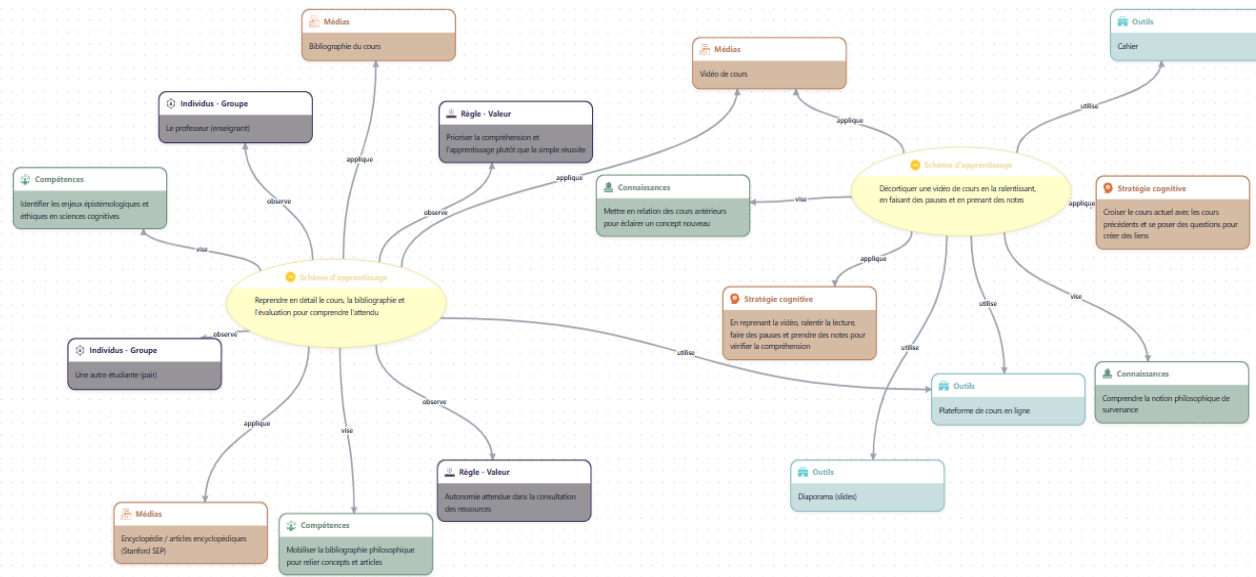 Médias
Bibliographie du cours
Médias
Vidéo de cours
Outils
Cahier
Individus - Groupe
Le professeur (enseignant)
Règle - Valeur
Prioriser la compréhension et
l'apprentissage plutôt que la simple réussite
applique
utilise
applique
Compétences
Identifier les enjeux épistémologiques et
éthiques en sciences cognitives
observe
applique
Connaissances
Mettre en relation des cours antérieurs
pour éclairer un concept nouveau
vise
Schème d'apprentissage
Décortiquer une vidéo de cours en la ralentissant,
en faisant des pauses et en prenant des notes
applique
Stratégie cognitive
Croiser le cours actuel avec les cours
précédents et se poser des questions pour
créer des liens
observe
vise
applique
Schème d'apprentissage
Reprendre en détail le cours, la bibliographie et
l'évaluation pour comprendre l'attendu
Stratégie cognitive
En reprenant la vidéo, ralentir la lecture,
faire des pauses et prendre des notes pour
vérifier la compréhension
utilise
vise
observe
Individus - Groupe
Une autre étudiante (pair)
utilise
utilise
Outils
Plateforme de cours en ligne
Connaissances
Comprendre la notion philosophique de
survenance
observe
applique
vise
Règle - Valeur
Autonomie attendue dans la consultation
des ressources
Outils
Diaporama (slides)
Médias
Encyclopédie / articles encyclopédiques
(Stanford SEP)
Compétences
Mobiliser la bibliographie philosophique
pour relier concepts et articles